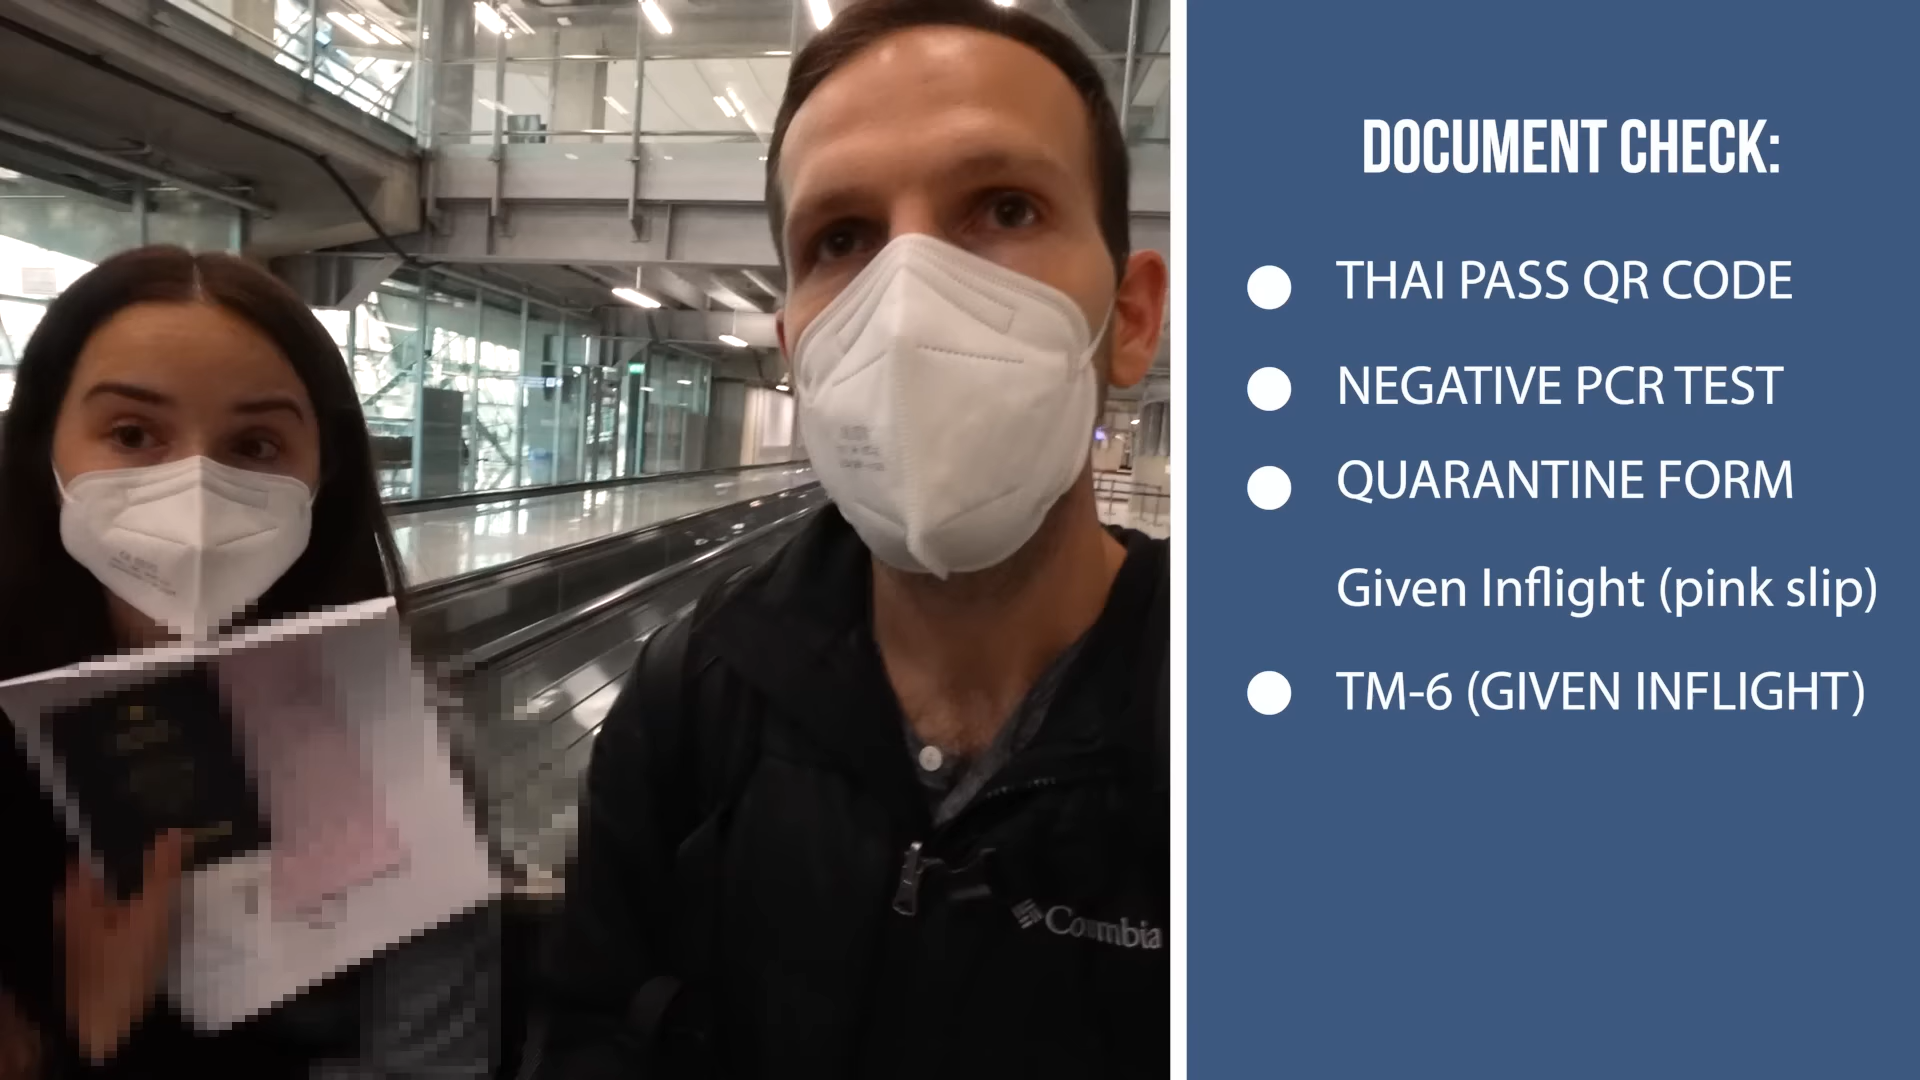 DOCUMENT CHECK:
THAI PASS QR CODE
NEGATIVE PCR TEST
QUARANTINE FORM
Given Inflight (pink slip)
TM-6 (GIVEN INFLIGHT)
Columbia